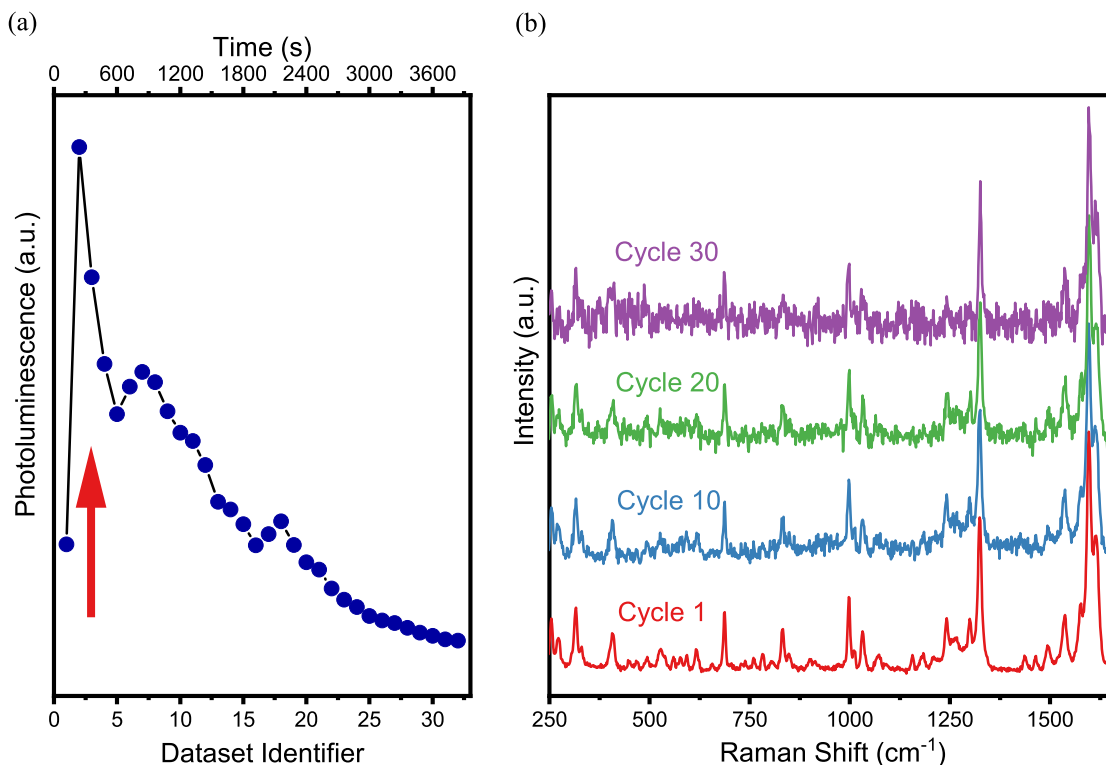 (a)
Time (s)
0 600 1200 1800 2400 3000 3600
Photoluminescence (a.u.)
0 5 10 15 20 25 30
Dataset Identifier
(b)
Intensity (a.u.)
Cycle 30
Cycle 20
Cycle 10
Cycle 1
250 500 750 1000 1250 1500
Raman Shift (cm⁻¹)